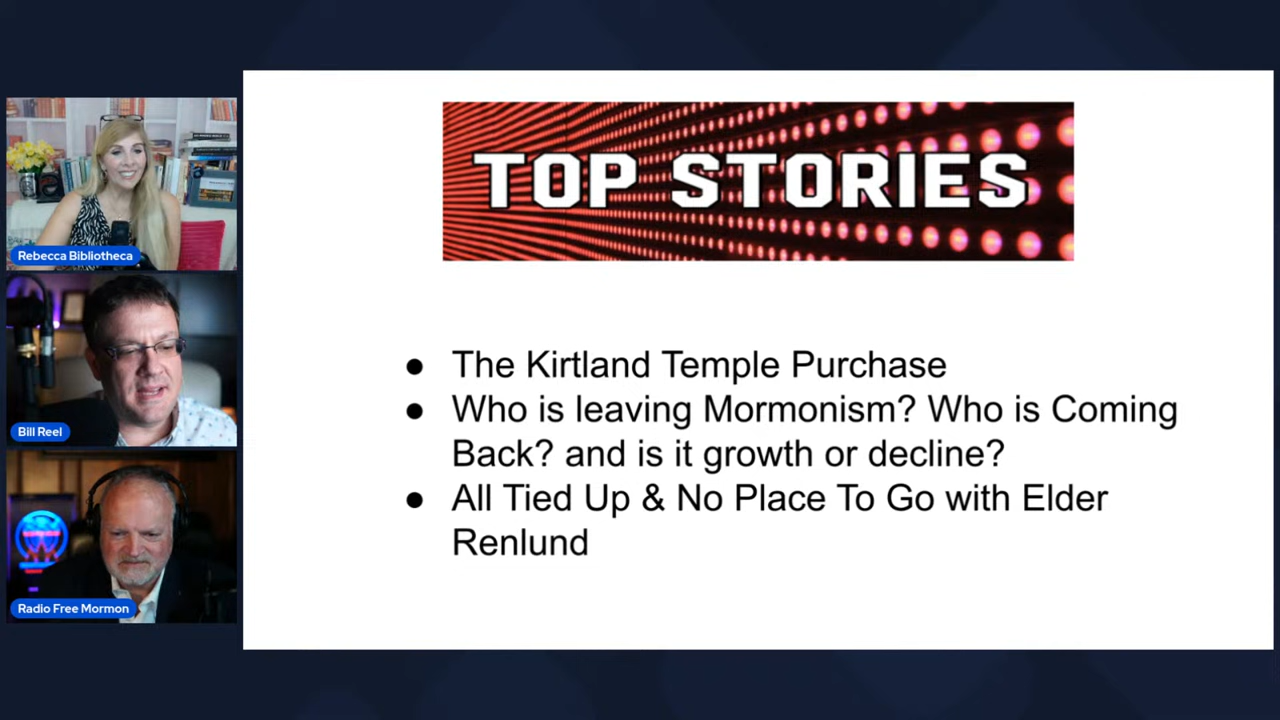 TOP STORIES
Rebecca Bibliotheca
Bill Reel
Radio Free Mormon
● The Kirtland Temple Purchase
● Who is leaving Mormonism? Who is Coming
Back? and is it growth or decline?
● All Tied Up & No Place To Go with Elder
Renlund